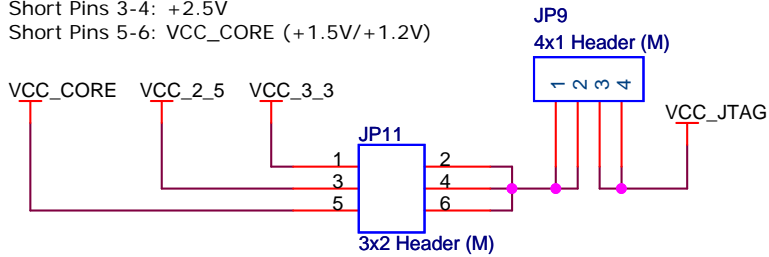 Short Pins 3-4: +2.5V
Short Pins 5-6: VCC_CORE (+1.5V/+1.2V)
JP9
4x1 Header (M)
1 2 3 4
VCC_CORE VCC_2_5 VCC_3_3
VCC_JTAG
JP11
1 2
3 4
5 6
3x2 Header (M)